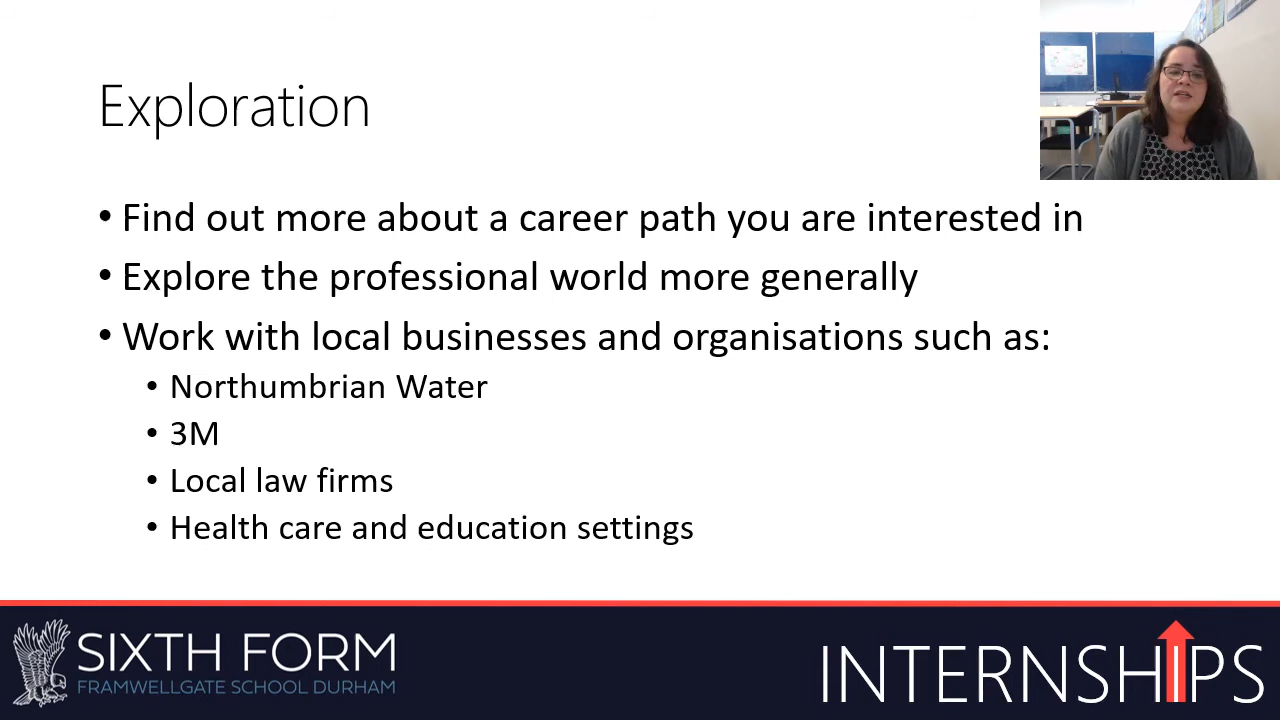 Exploration
• Find out more about a career path you are interested in
• Explore the professional world more generally
• Work with local businesses and organisations such as:
• Northumbrian Water
• 3M
• Local law firms
• Health care and education settings
SIXTH FORM
FRAMWELLGATE SCHOOL DURHAM
INTERNSHIPS